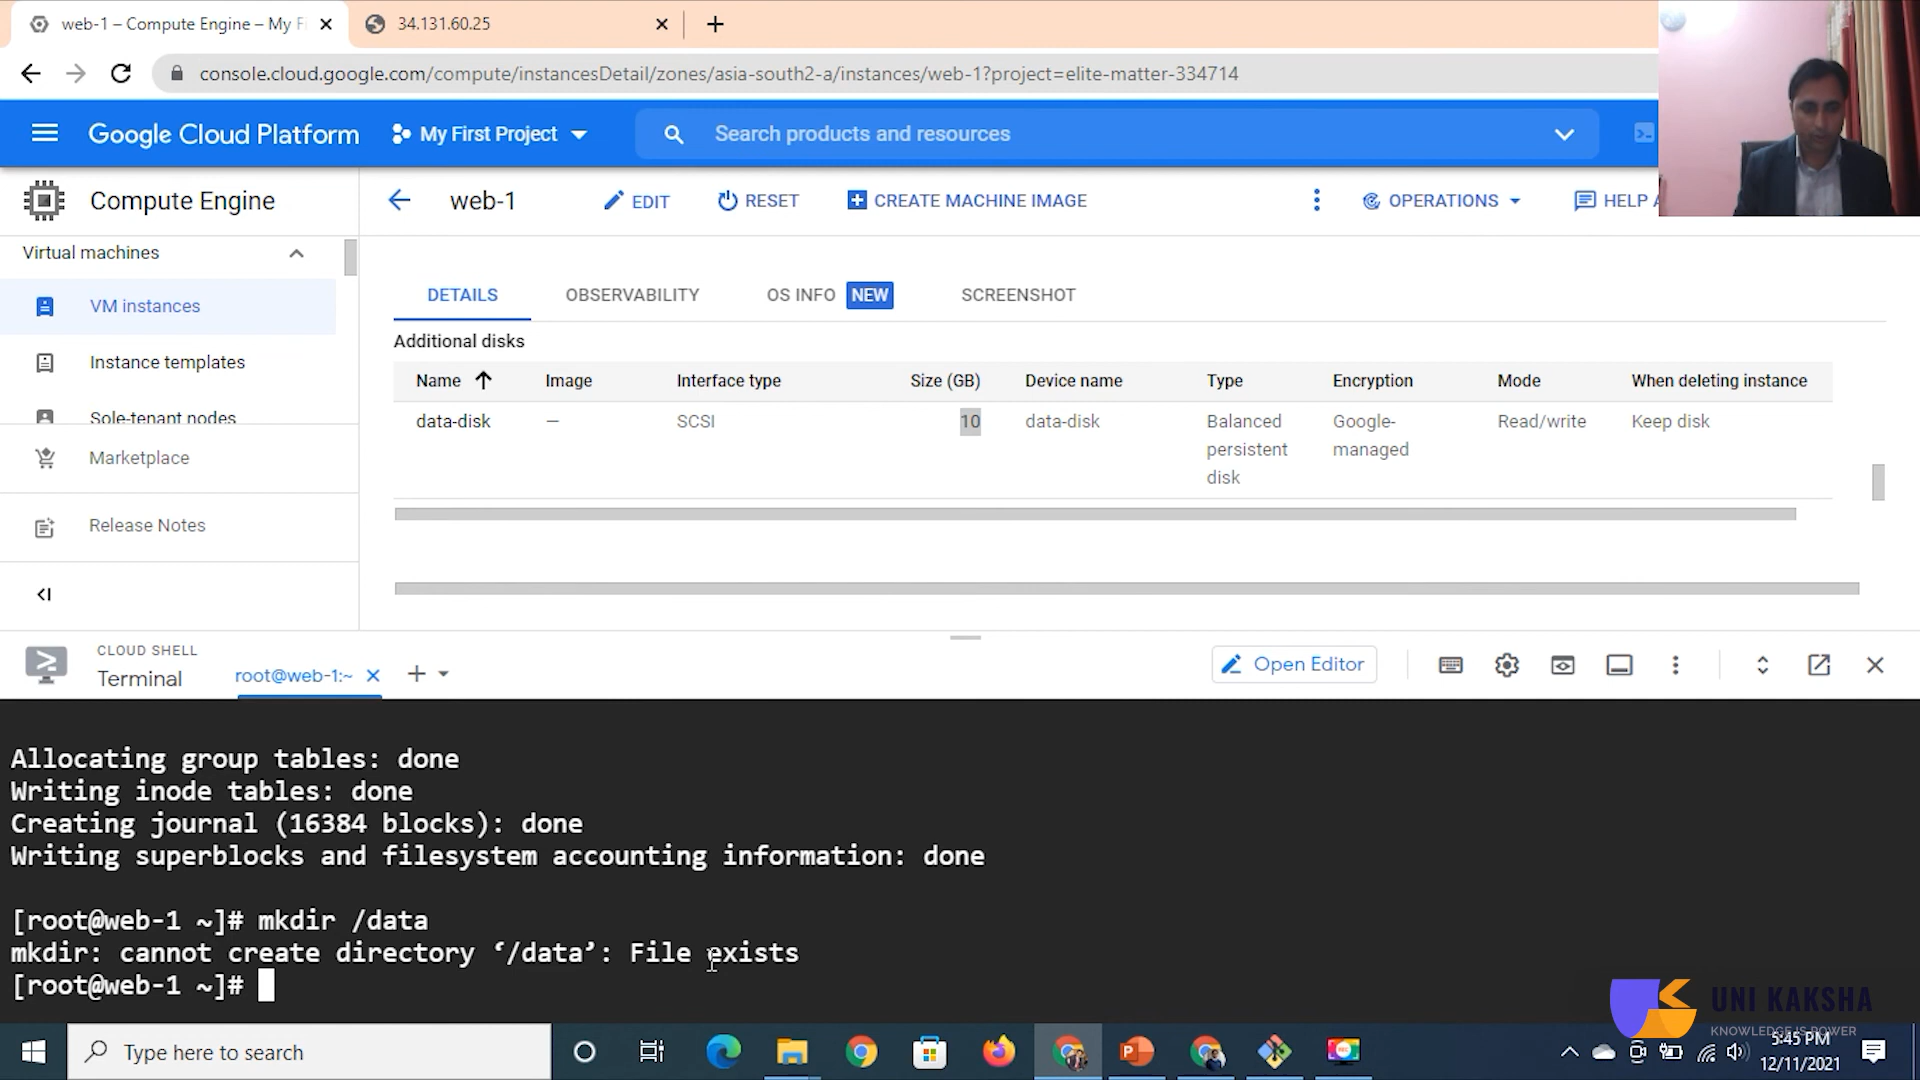 web-1 – Compute Engine – My F
34.131.60.25
console.cloud.google.com/compute/instancesDetail/zones/asia-south2-a/instances/web-1?project=elite-matter-334714
Google Cloud Platform
My First Project
Search products and resources
Compute Engine
web-1
EDIT
RESET
CREATE MACHINE IMAGE
OPERATIONS
HELP A
Virtual machines
VM instances
Instance templates
Sole-tenant nodes
Marketplace
Release Notes
DETAILS
OBSERVABILITY
OS INFO NEW
SCREENSHOT
Additional disks
Name Image Interface type Size (GB) Device name Type Encryption Mode When deleting instance
data-disk — SCSI 10 data-disk Balanced Google- Read/write Keep disk
persistent managed
disk
CLOUD SHELL
Terminal
root@web-1:~
Open Editor
Allocating group tables: done
Writing inode tables: done
Creating journal (16384 blocks): done
Writing superblocks and filesystem accounting information: done
[root@web-1 ~]# mkdir /data
mkdir: cannot create directory ‘/data’: File exists
[root@web-1 ~]#
UNI KAKSHA
KNOWLEDGE IS POWER
Type here to search
5:45 PM
12/11/2021